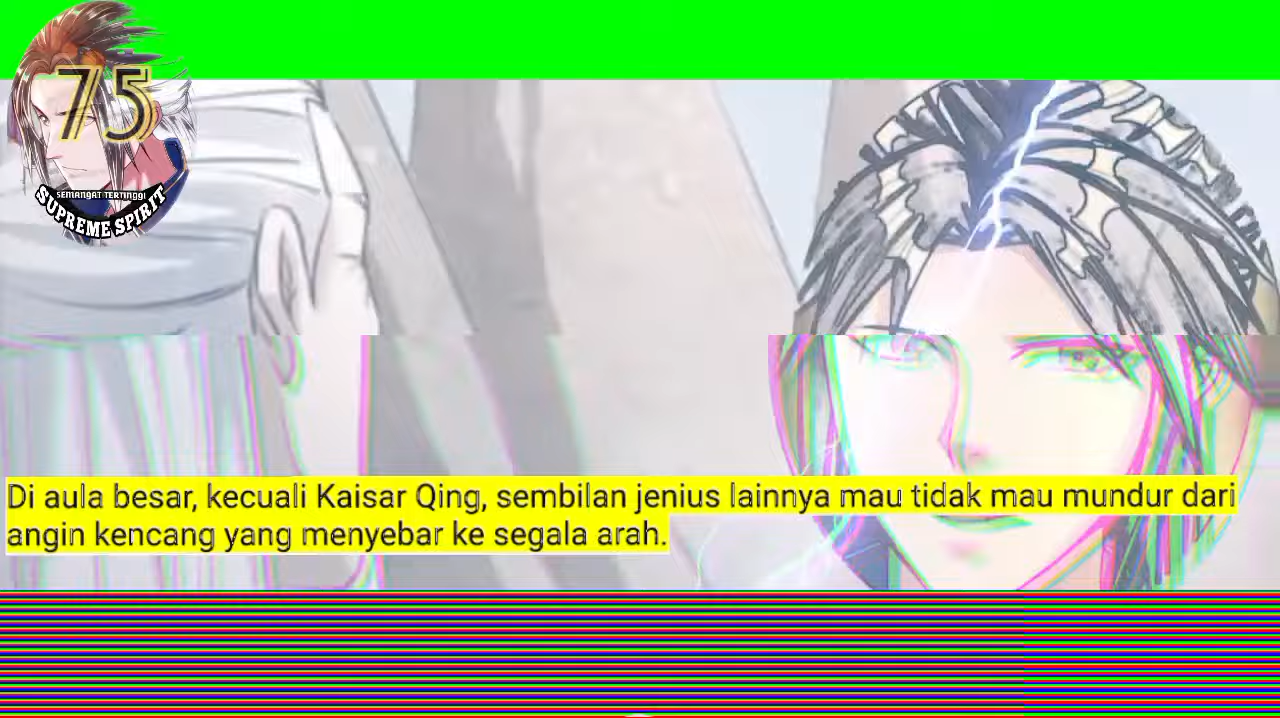 75
SEMANGAT TERTINGGI
SUPREME SPIRIT
Di aula besar, kecuali Kaisar Qing, sembilan jenius lainnya mau tidak mau mundur dari
angin kencang yang menyebar ke segala arah.